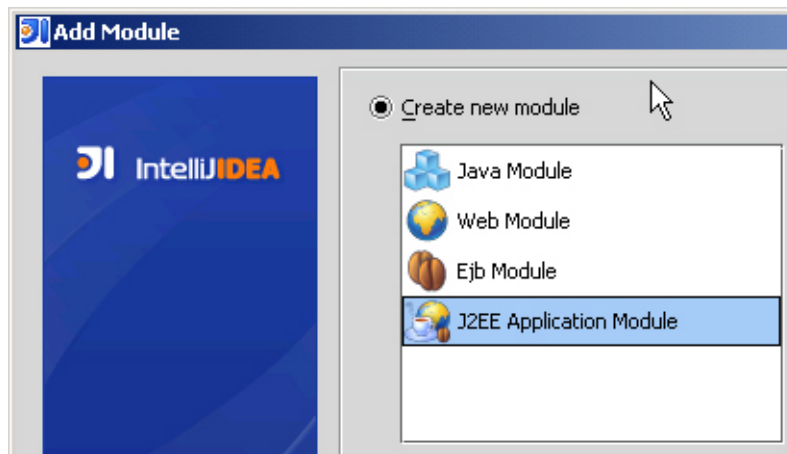 Add Module
IntelliJIDEA
Create new module
Java Module
Web Module
Ejb Module
J2EE Application Module